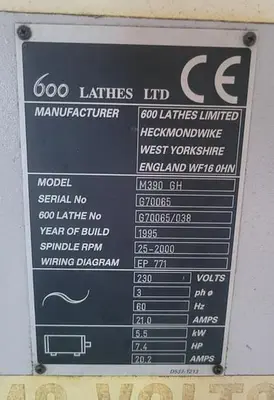 600 LATHES LTD CE
MANUFACTURER 600 LATHES LIMITED
HECKMONDWIKE
WEST YORKSHIRE
ENGLAND WF16 0HN
MODEL M390 GH
SERIAL No G70065
600 LATHE No G70065/038
YEAR OF BUILD 1995
SPINDLE RPM 25-2000
WIRING DIAGRAM EP 771
230 VOLTS
3 ph ø
60 Hz
21.0 AMPS
5.5 kW
7.4 HP
20.2 AMPS
VOLTS